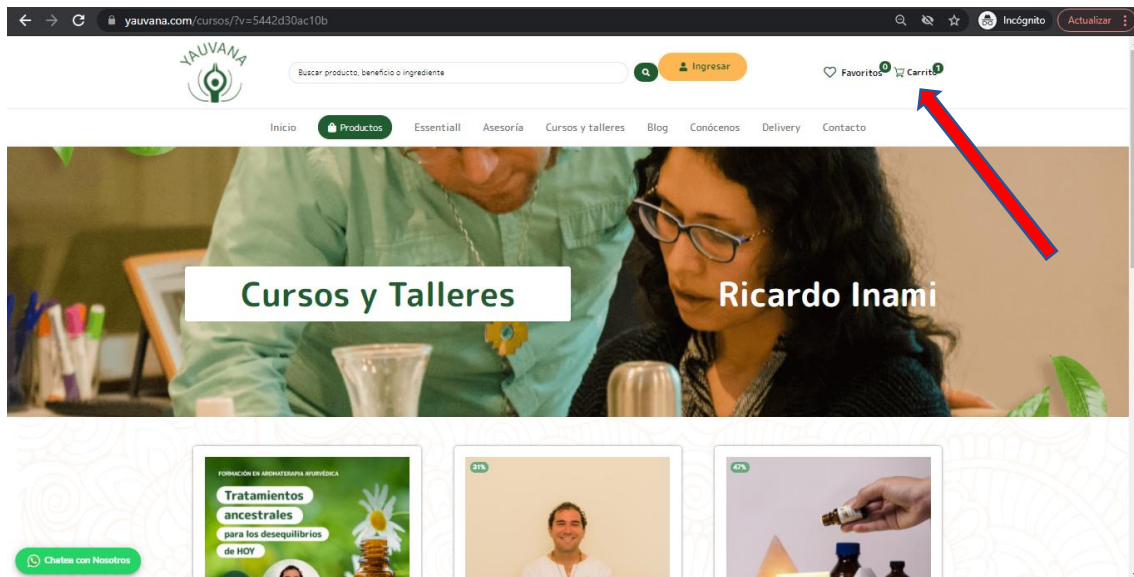 yauvana.com/cursos/?v=5442d30ac10b
Incógnito
Actualizar
YAUVANA
Buscar producto, beneficio o ingrediente
Ingresar
Favoritos 0
Carrito 1
Inicio
Productos
Essentiall
Asesoría
Cursos y talleres
Blog
Conócenos
Delivery
Contacto
Cursos y Talleres
Ricardo Inami
FORMACIÓN EN AROMATERAPIA AYURVÉDICA
Tratamientos
ancestrales
para los desequilibrios
de HOY
31%
47%
Chatea con Nosotros